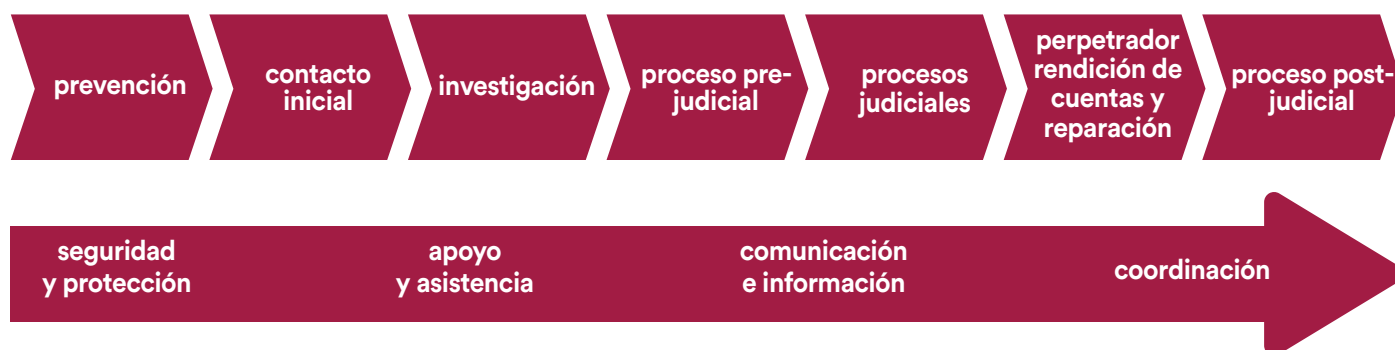 prevención
contacto
inicial
investigación
proceso pre-
judicial
procesos
judiciales
perpetrador
rendición de
cuentas y
reparación
proceso post-
judicial
seguridad
y protección
apoyo
y asistencia
comunicación
e información
coordinación